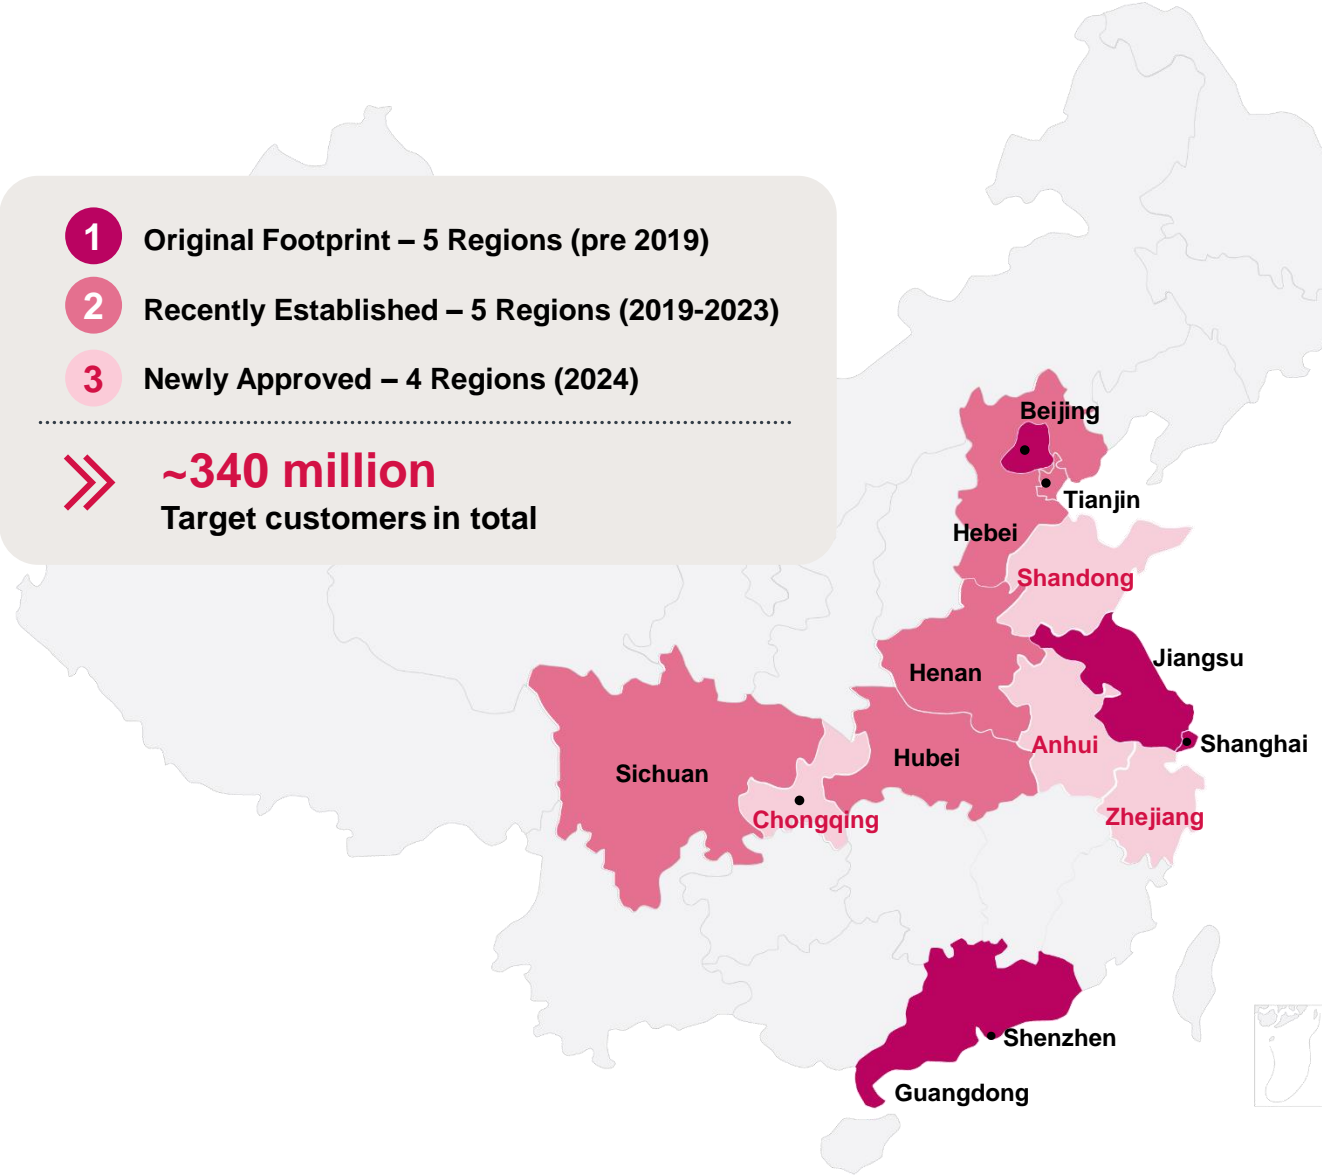 1 Original Footprint – 5 Regions (pre 2019)
2 Recently Established – 5 Regions (2019-2023)
3 Newly Approved – 4 Regions (2024)
~340 million
Target customers in total
Beijing
Tianjin
Hebei
Shandong
Jiangsu
Henan
Anhui
Shanghai
Hubei
Sichuan
Chongqing
Zhejiang
Shenzhen
Guangdong